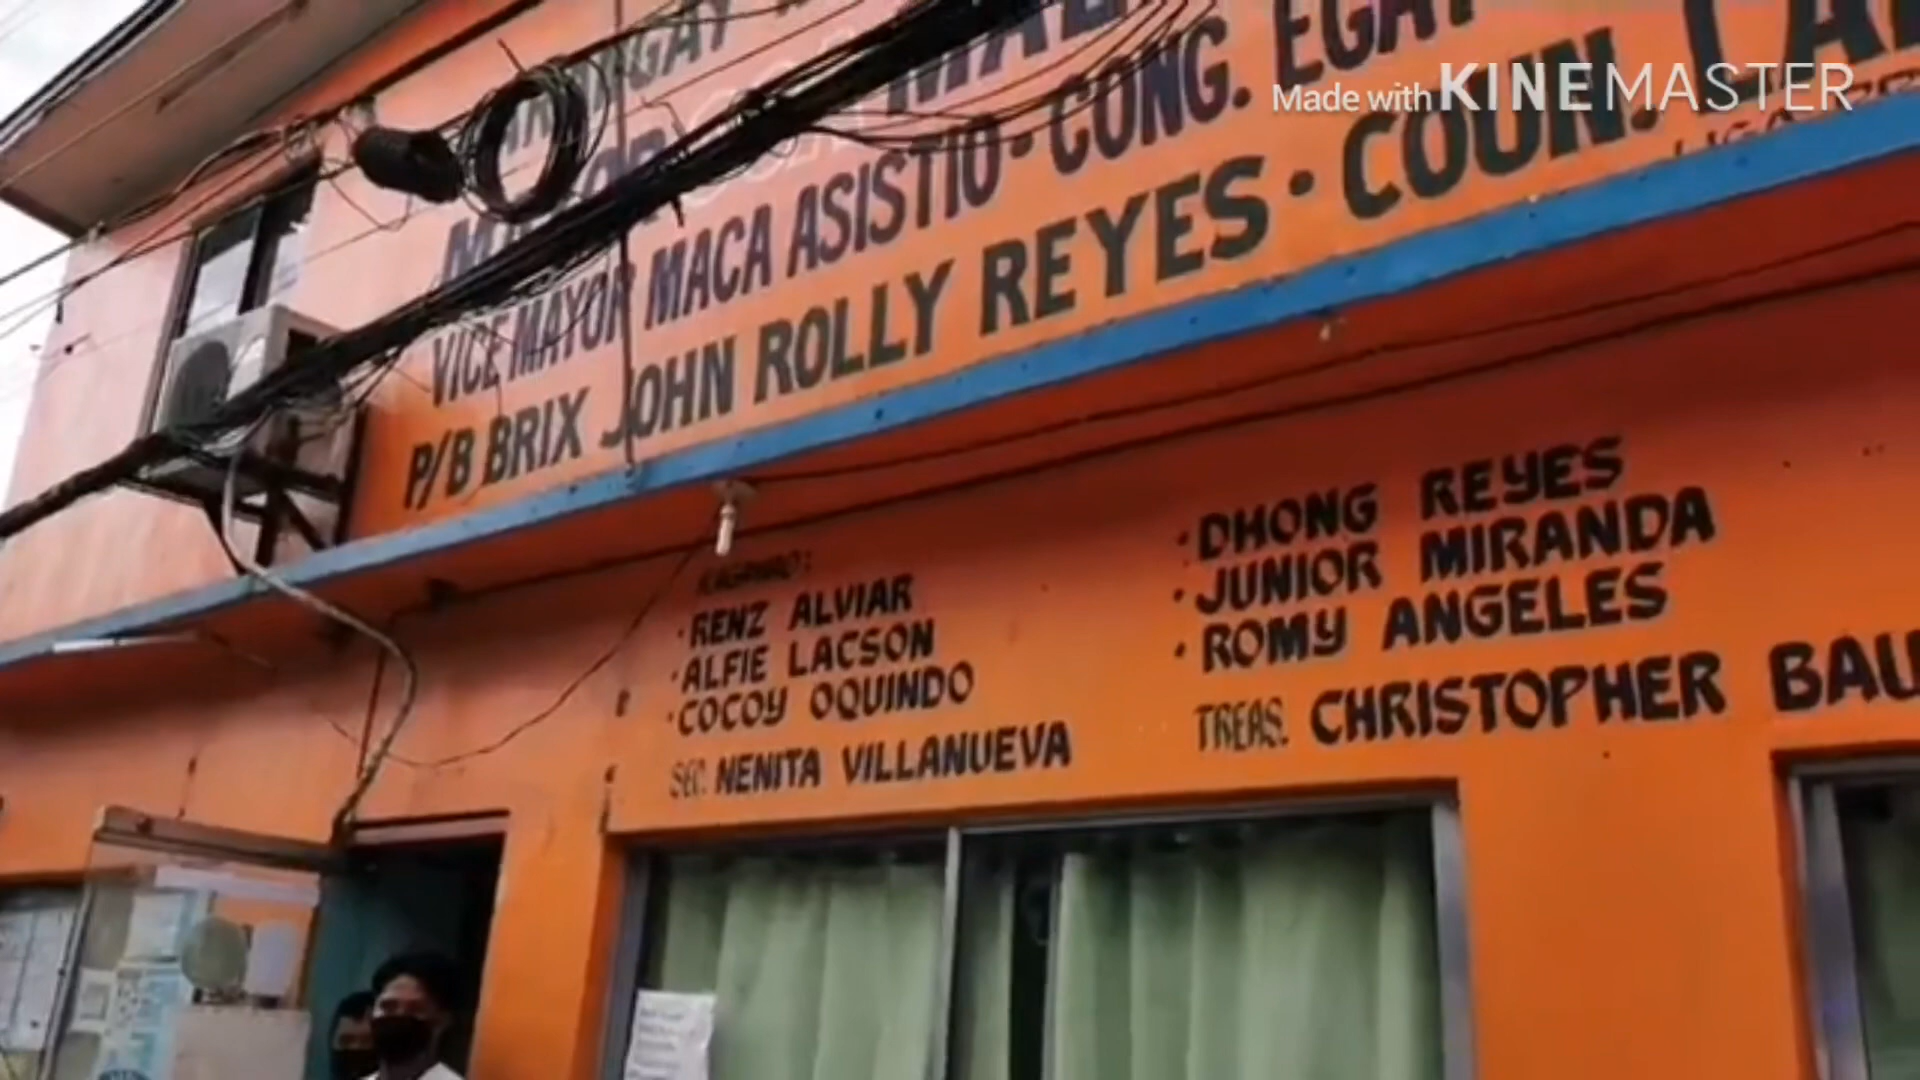 Made with KINEMASTER
VICE MAYOR MACA ASISTIO · CONG. EGAY
P/B BRIX JOHN ROLLY REYES · COUN.
KAGAWAD:
· RENZ ALVIAR
· ALFIE LACSON
· COCOY OQUINDO
SEC. NENITA VILLANUEVA
· DHONG REYES
· JUNIOR MIRANDA
· ROMY ANGELES
TREAS. CHRISTOPHER BAU